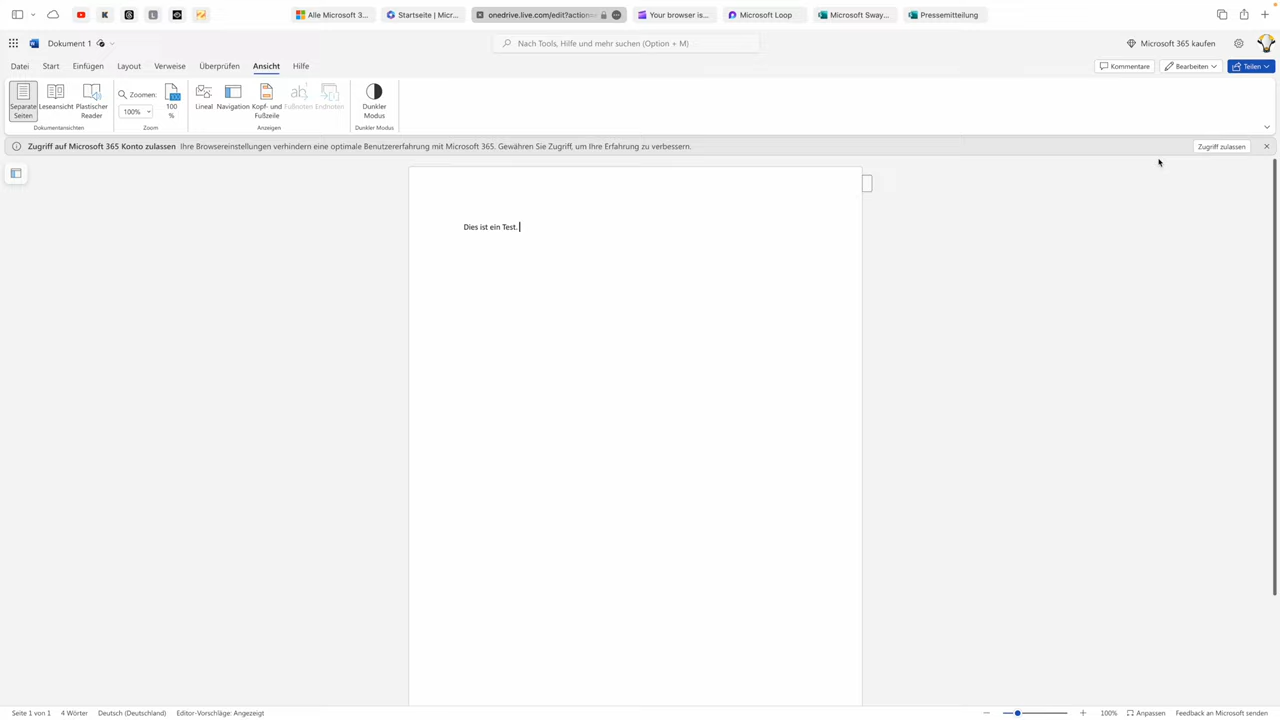 Alle Microsoft 3...
Startseite | Micr...
onedrive.live.com/edit?action=
Your browser is...
Microsoft Loop
Microsoft Sway...
Pressemitteilung
Dokument 1
Nach Tools, Hilfe und mehr suchen (Option + M)
Microsoft 365 kaufen
Datei Start Einfügen Layout Verweise Überprüfen Ansicht Hilfe
Kommentare Bearbeiten Teilen
Separate Seiten
Leseansicht
Plastischer Reader
Dokumentansichten
Zoomen:
100%
100 %
Zoom
Lineal
Navigation
Kopf- und Fußzeile
Fußnoten
Endnoten
Anzeigen
Dunkler Modus
Dunkler Modus
Zugriff auf Microsoft 365 Konto zulassen Ihre Browsereinstellungen verhindern eine optimale Benutzererfahrung mit Microsoft 365. Gewähren Sie Zugriff, um Ihre Erfahrung zu verbessern. Zugriff zulassen
Dies ist ein Test.
Seite 1 von 1 4 Wörter Deutsch (Deutschland) Editor-Vorschläge: Angezeigt 100% Anpassen Feedback an Microsoft senden